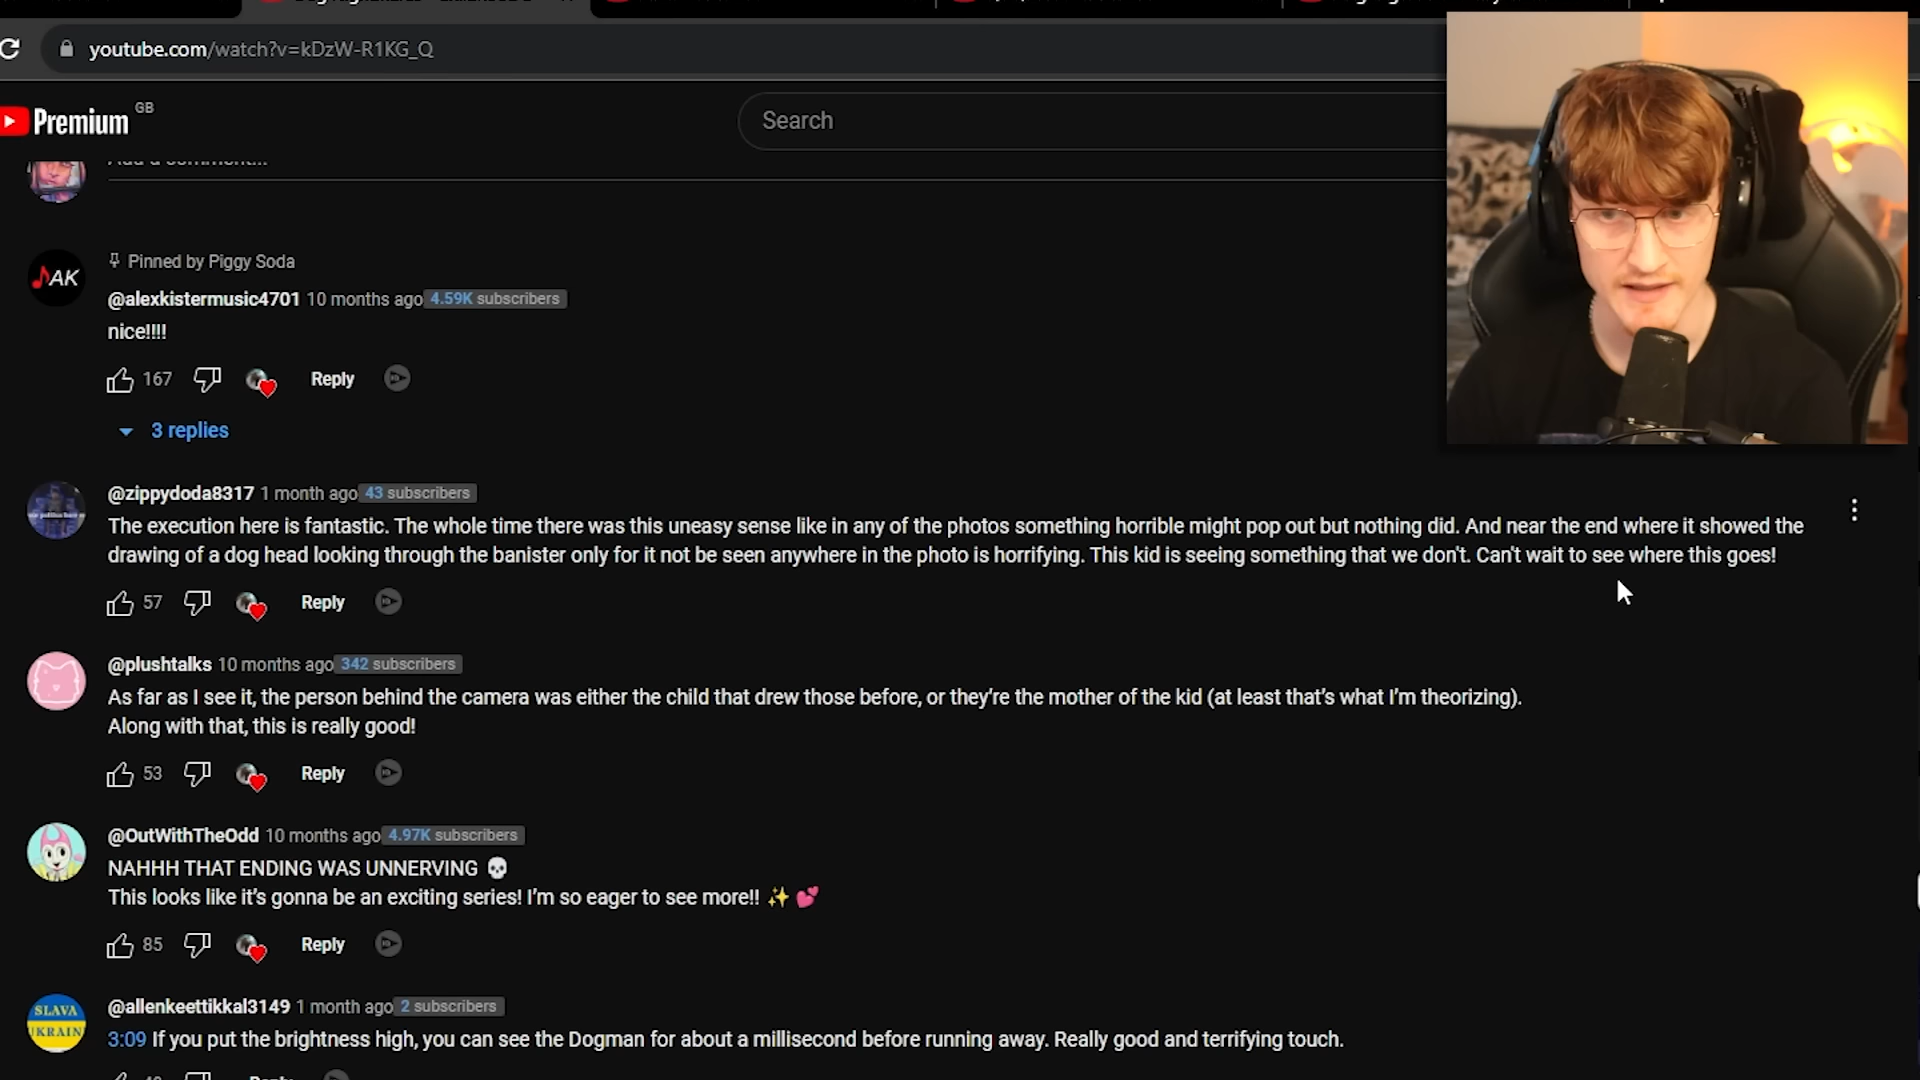 youtube.com/watch?v=kDzW-R1KG_Q
Premium GB
Search
Add a comment...
Pinned by Piggy Soda
AK
@alexkistermusic4701 10 months ago 4.59K subscribers
nice!!!!
167 Reply
3 replies
@zippydoda8317 1 month ago 43 subscribers
The execution here is fantastic. The whole time there was this uneasy sense like in any of the photos something horrible might pop out but nothing did. And near the end where it showed the
drawing of a dog head looking through the banister only for it not be seen anywhere in the photo is horrifying. This kid is seeing something that we don't. Can't wait to see where this goes!
57 Reply
@plushtalks 10 months ago 342 subscribers
As far as I see it, the person behind the camera was either the child that drew those before, or they're the mother of the kid (at least that's what I'm theorizing).
Along with that, this is really good!
53 Reply
@OutWithTheOdd 10 months ago 4.97K subscribers
NAHHH THAT ENDING WAS UNNERVING 💀
This looks like it's gonna be an exciting series! I'm so eager to see more!! ✨ 💕
85 Reply
SLAVA
UKRAIN
@allenkeettikkal3149 1 month ago 2 subscribers
3:09 If you put the brightness high, you can see the Dogman for about a millisecond before running away. Really good and terrifying touch.
Reply